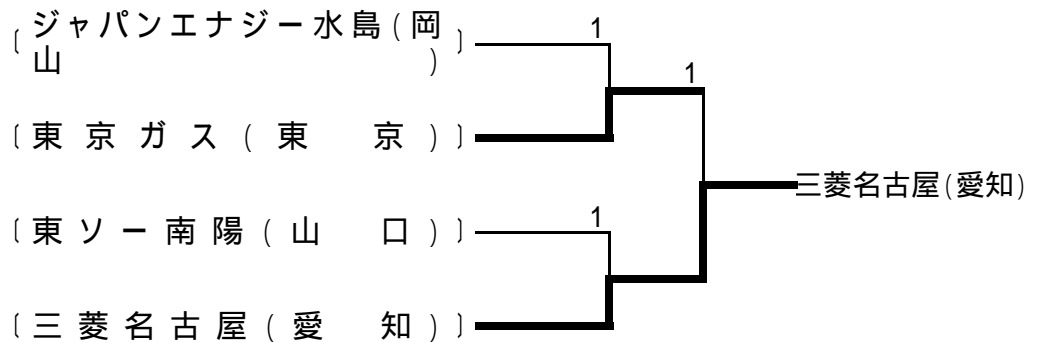 〔ジャパンエナジー水島(岡
山)〕
1
1
〔東京ガス(東 京)〕
三菱名古屋(愛知)
1
〔東ソー南陽(山 口)〕
〔三菱名古屋(愛 知)〕